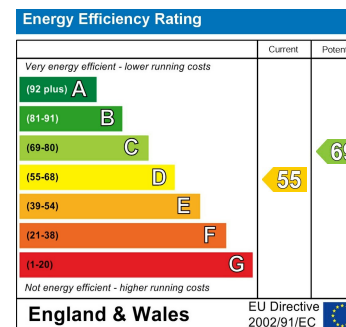 Energy Efficiency Rating
Current
Very energy efficient - lower running costs
(92 plus) A
(81-91) B
(69-80) C
(55-68) D
55
(39-54) E
(21-38) F
(1-20) G
Not energy efficient - higher running costs
England & Wales
EU Directive
2002/91/EC